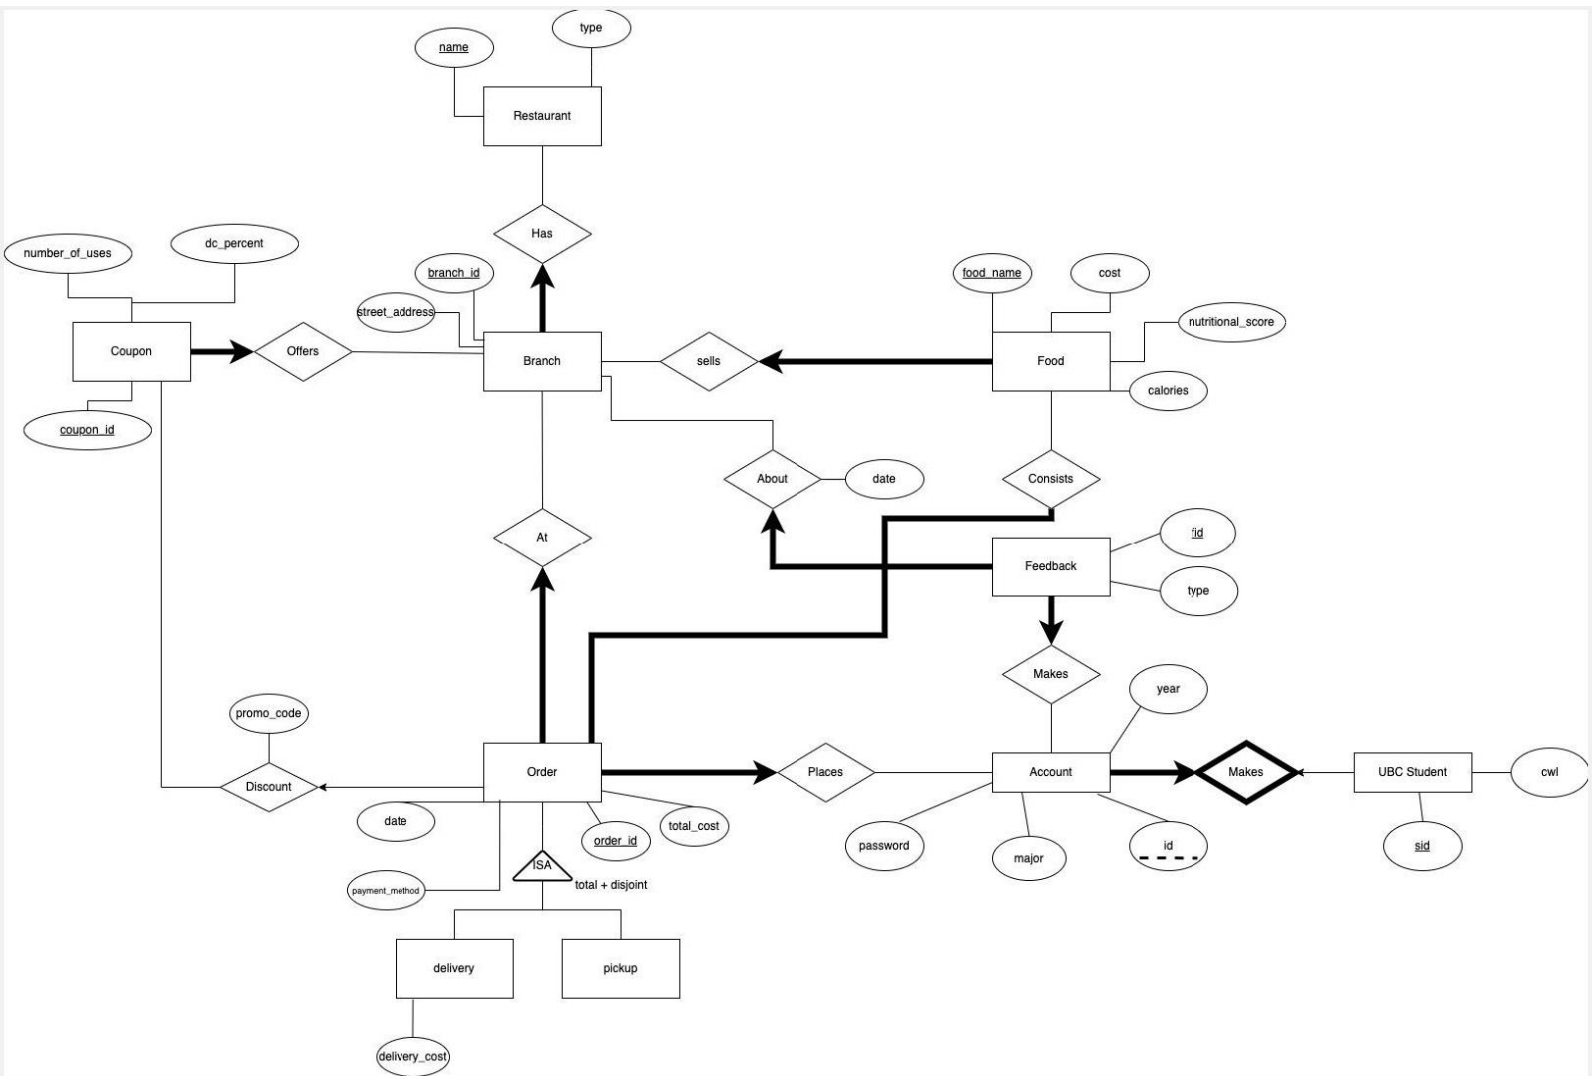 type
name
Restaurant
Has
number_of_uses
dc_percent
branch_id
street_address
food_name
cost
nutritional_score
Coupon
Offers
Branch
sells
Food
calories
coupon_id
About
date
Consists
At
fid
Feedback
type
Makes
year
promo_code
Discount
Order
Places
Account
Makes
UBC Student
cwl
date
order_id
total_cost
password
major
id
sid
ISA
total + disjoint
payment_method
delivery
pickup
delivery_cost